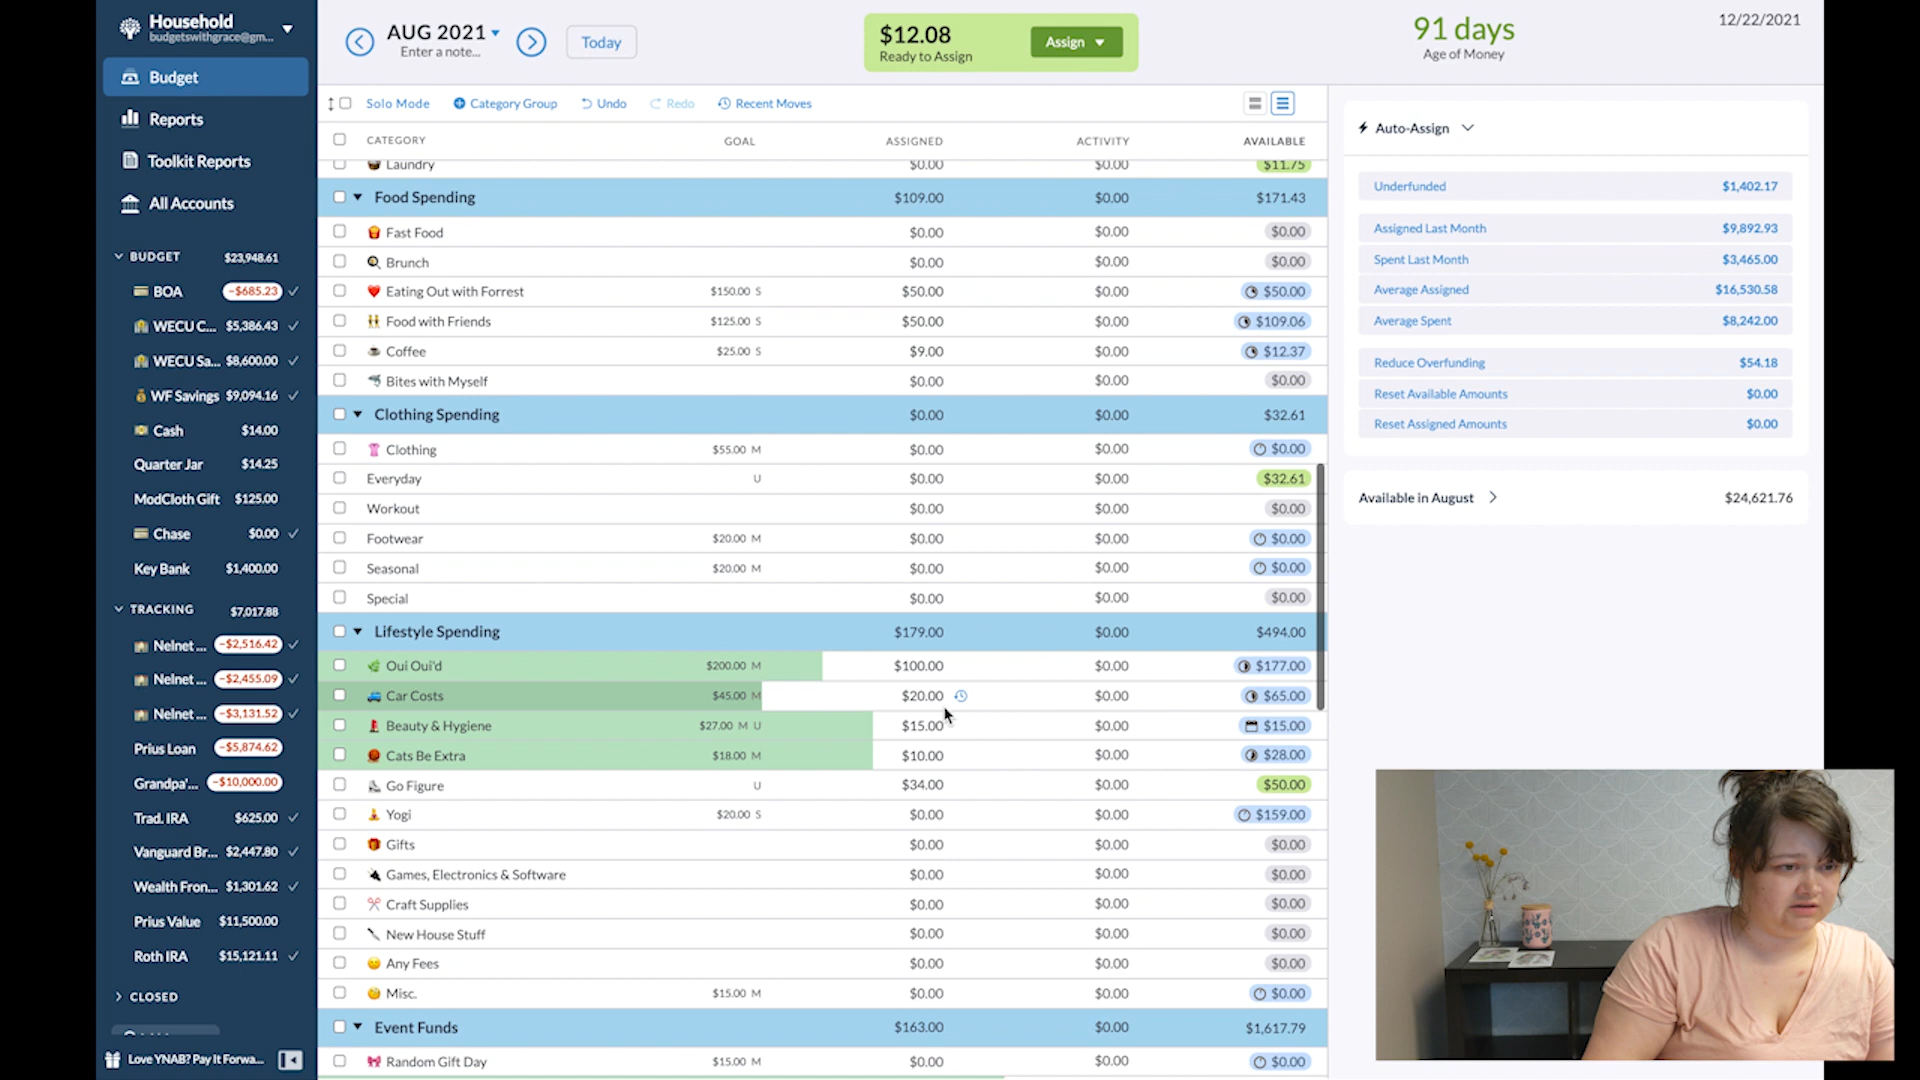 Household
budgetswithgrace@gm...
Budget
Reports
Toolkit Reports
All Accounts
BUDGET $23,948.61
BOA -$685.23
WECU C... $5,386.43
WECU Sa... $8,600.00
WF Savings $9,094.16
Cash $14.00
Quarter Jar $14.25
ModCloth Gift $125.00
Chase $0.00
Key Bank $1,400.00
TRACKING $7,017.88
Nelnet ... -$2,516.42
Nelnet ... -$2,455.09
Nelnet ... -$3,131.52
Prius Loan -$5,874.62
Grandpa'... -$10,000.00
Trad. IRA $625.00
Vanguard Br... $2,447.80
Wealth Fron... $1,301.62
Prius Value $11,500.00
Roth IRA $15,121.11
CLOSED
Love YNAB? Pay It Forwa...
AUG 2021
Enter a note...
Today
$12.08
Ready to Assign
Assign
91 days
Age of Money
12/22/2021
Solo Mode Category Group Undo Redo Recent Moves
CATEGORY GOAL ASSIGNED ACTIVITY AVAILABLE
Laundry $0.00 $0.00 $11.75
Food Spending $109.00 $0.00 $171.43
Fast Food $0.00 $0.00 $0.00
Brunch $0.00 $0.00 $0.00
Eating Out with Forrest $150.00 S $50.00 $0.00 $50.00
Food with Friends $125.00 S $50.00 $0.00 $109.06
Coffee $25.00 S $9.00 $0.00 $12.37
Bites with Myself $0.00 $0.00 $0.00
Clothing Spending $0.00 $0.00 $32.61
Clothing $55.00 M $0.00 $0.00 $0.00
Everyday U $0.00 $0.00 $32.61
Workout $0.00 $0.00 $0.00
Footwear $20.00 M $0.00 $0.00 $0.00
Seasonal $20.00 M $0.00 $0.00 $0.00
Special $0.00 $0.00 $0.00
Lifestyle Spending $179.00 $0.00 $494.00
Oui Oui'd $200.00 M $100.00 $0.00 $177.00
Car Costs $45.00 M $20.00 $0.00 $65.00
Beauty & Hygiene $27.00 M U $15.00 $0.00 $15.00
Cats Be Extra $18.00 M $10.00 $0.00 $28.00
Go Figure U $34.00 $0.00 $50.00
Yogi $20.00 S $0.00 $0.00 $159.00
Gifts $0.00 $0.00 $0.00
Games, Electronics & Software $0.00 $0.00 $0.00
Craft Supplies $0.00 $0.00 $0.00
New House Stuff $0.00 $0.00 $0.00
Any Fees $0.00 $0.00 $0.00
Misc. $15.00 M $0.00 $0.00 $0.00
Event Funds $163.00 $0.00 $1,617.79
Random Gift Day $15.00 M $0.00 $0.00 $0.00
Auto-Assign
Underfunded $1,402.17
Assigned Last Month $9,892.93
Spent Last Month $3,465.00
Average Assigned $16,530.58
Average Spent $8,242.00
Reduce Overfunding $54.18
Reset Available Amounts $0.00
Reset Assigned Amounts $0.00
Available in August $24,621.76